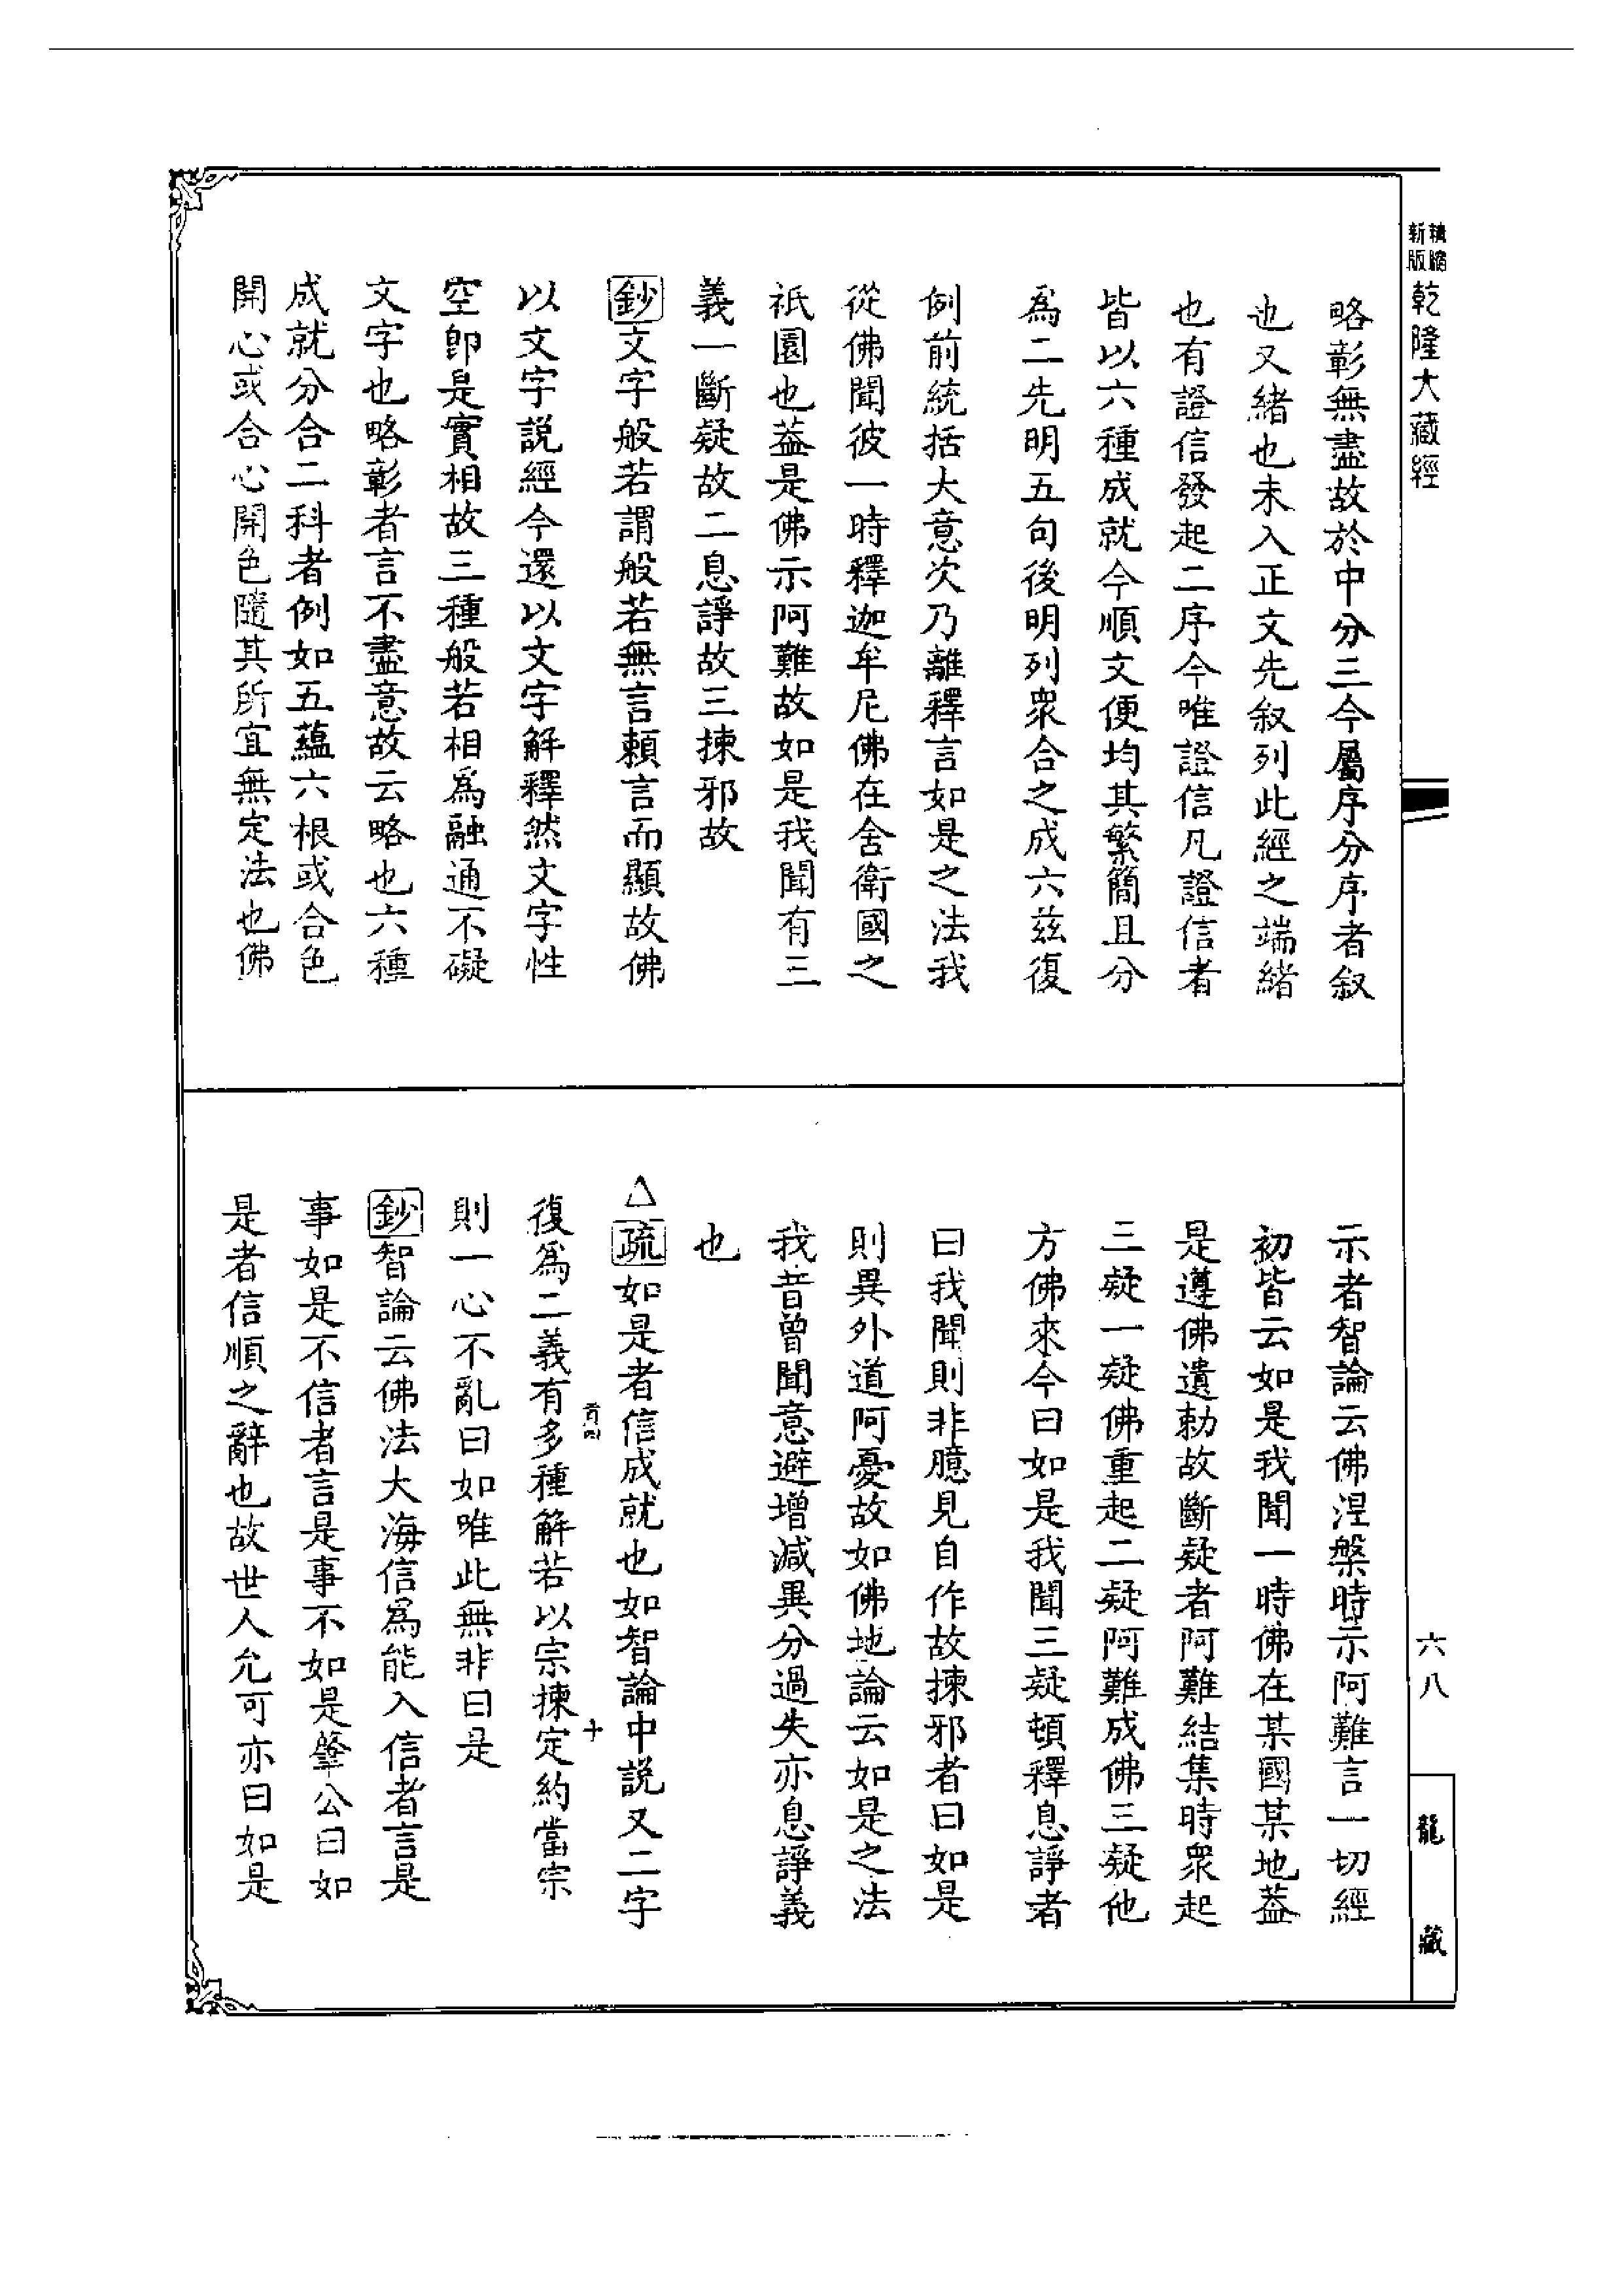 精縮
新版
乾隆大藏經
略彰無盡故於中分三今屬序分序者叙
也又緒也未入正文先叙列此經之端緒
也有證信發起二序今唯證信凡證信者
皆以六種成就今順文便均其繁簡且分
爲二先明五句後明列衆合之成六兹復
例前統括大意次乃離釋言如是之法我
從佛聞彼一時釋迦牟尼佛在舍衛國之
祇園也葢是佛示阿難故如是我聞有三
義一斷疑故二息諍故三揀邪故
鈔文字般若謂般若無言賴言而顯故佛
以文字説經今還以文字解釋然文字性
空卽是實相故三種般若相爲融通不礙
文字也略彰者言不盡意故云略也六種
成就分合二科者例如五蘊六根或合色
開心或合心開色隨其所宜無定法也佛
示者智論云佛涅槃時示阿難言一切經
初皆云如是我聞一時佛在某國某地葢
是遵佛遺勅故斷疑者阿難結集時衆起
三疑一疑佛重起二疑阿難成佛三疑他
方佛來今曰如是我聞三疑頓釋息諍者
曰我聞則非臆見自作故揀邪者曰如是
則異外道阿憂故如佛地論云如是之法
我昔曾聞意避增減異分過失亦息諍義
也
△疏如是者信成就也如智論中説又二字
復爲二義有多種解若以宗揀定約當宗
則一心不亂曰如唯此無非曰是
鈔智論云佛法大海信爲能入信者言是
事如是不信者言是事不如是肇公曰如
是者信順之辭也故世人允可亦曰如是
十
六八
龍藏